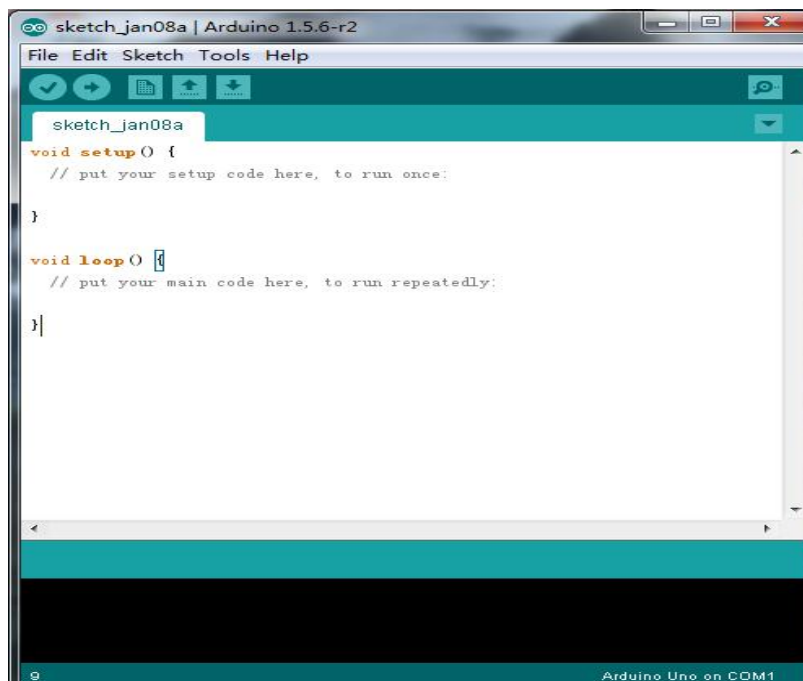 sketch_jan08a | Arduino 1.5.6-r2
File Edit Sketch Tools Help
sketch_jan08a
void setup() {
// put your setup code here, to run once:
}
void loop() {
// put your main code here, to run repeatedly:
}
9 Arduino Uno on COM1